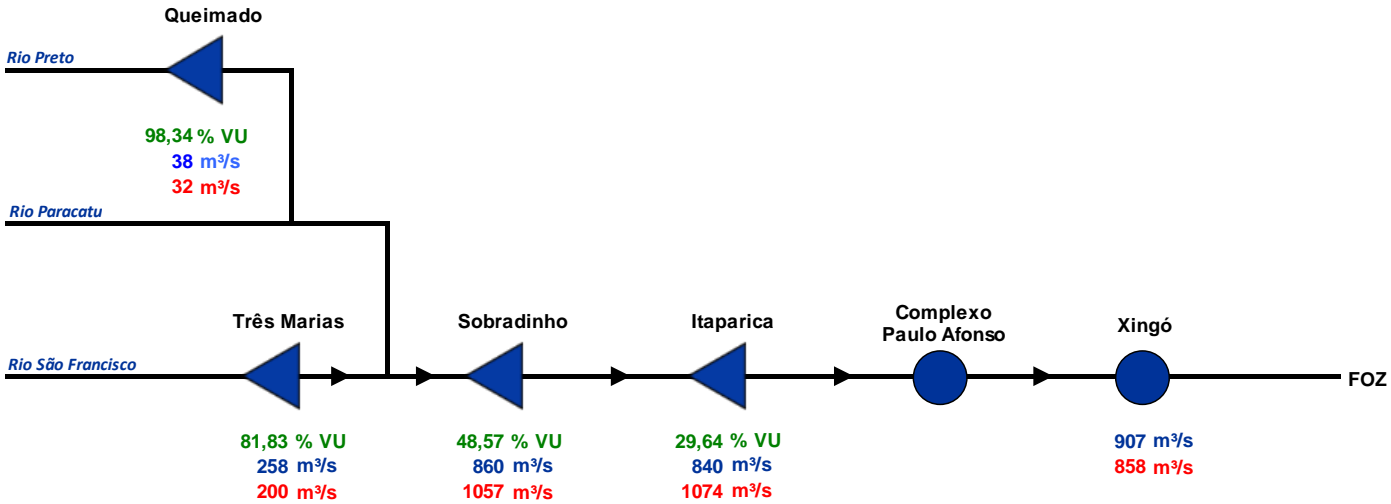 Queimado
Rio Preto
98,34 % VU
38 m³/s
32 m³/s
Rio Paracatu
Três Marias
Sobradinho
Itaparica
Complexo
Paulo Afonso
Xingó
Rio São Francisco
FOZ
81,83 % VU
258 m³/s
200 m³/s
48,57 % VU
860 m³/s
1057 m³/s
29,64 % VU
840 m³/s
1074 m³/s
907 m³/s
858 m³/s